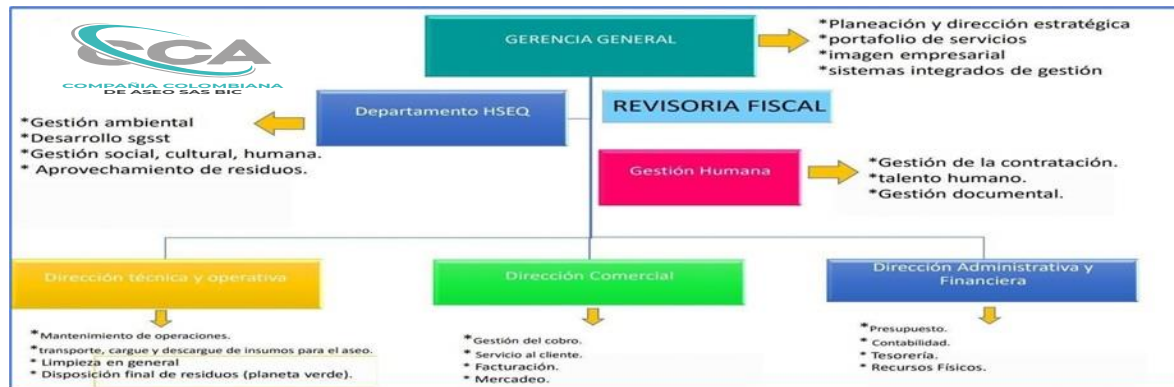 GERENCIA GENERAL
*Planeación y dirección estratégica
*portafolio de servicios
*imagen empresarial
*sistemas integrados de gestión
CCA
COMPAÑIA COLOMBIANA
DE ASEO SAS BIC
Departamento HSEQ
REVISORIA FISCAL
*Gestión ambiental
*Desarrollo sgsst
*Gestión social, cultural, humana.
* Aprovechamiento de residuos.
Gestión Humana
*Gestión de la contratación.
*talento humano.
*Gestión documental.
Dirección técnica y operativa
*Mantenimiento de operaciones.
*transporte, cargue y descargue de insumos para el aseo.
* Limpieza en general
* Disposición final de residuos (planeta verde).
Dirección Comercial
*Gestión del cobro.
* Servicio al cliente.
* Facturación.
* Mercadeo.
Dirección Administrativa y
Financiera
*Presupuesto.
* Contabilidad.
* Tesorería.
* Recursos Físicos.